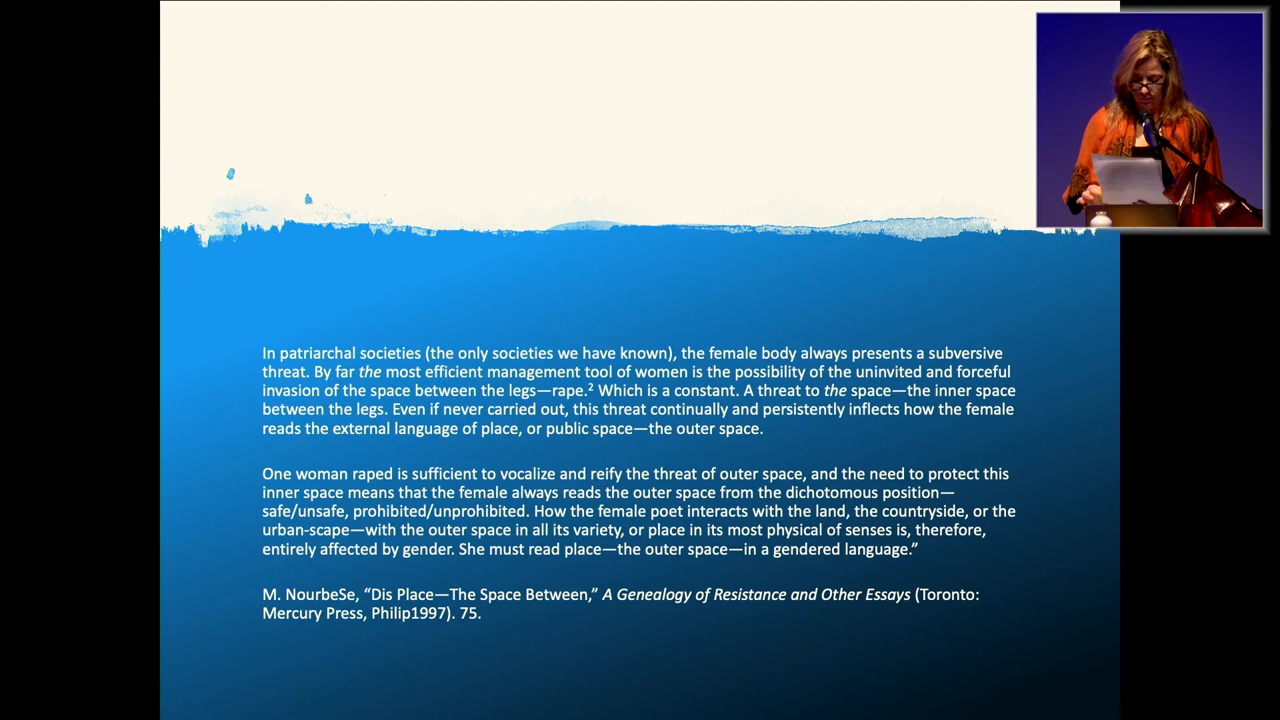 In patriarchal societies (the only societies we have known), the female body always presents a subversive
threat. By far the most efficient management tool of women is the possibility of the uninvited and forceful
invasion of the space between the legs—rape.² Which is a constant. A threat to the space—the inner space
between the legs. Even if never carried out, this threat continually and persistently inflects how the female
reads the external language of place, or public space—the outer space.
One woman raped is sufficient to vocalize and reify the threat of outer space, and the need to protect this
inner space means that the female always reads the outer space from the dichotomous position—
safe/unsafe, prohibited/unprohibited. How the female poet interacts with the land, the countryside, or the
urban-scape—with the outer space in all its variety, or place in its most physical of senses is, therefore,
entirely affected by gender. She must read place—the outer space—in a gendered language.”
M. NourbeSe, “Dis Place—The Space Between,” A Genealogy of Resistance and Other Essays (Toronto:
Mercury Press, Philip1997). 75.